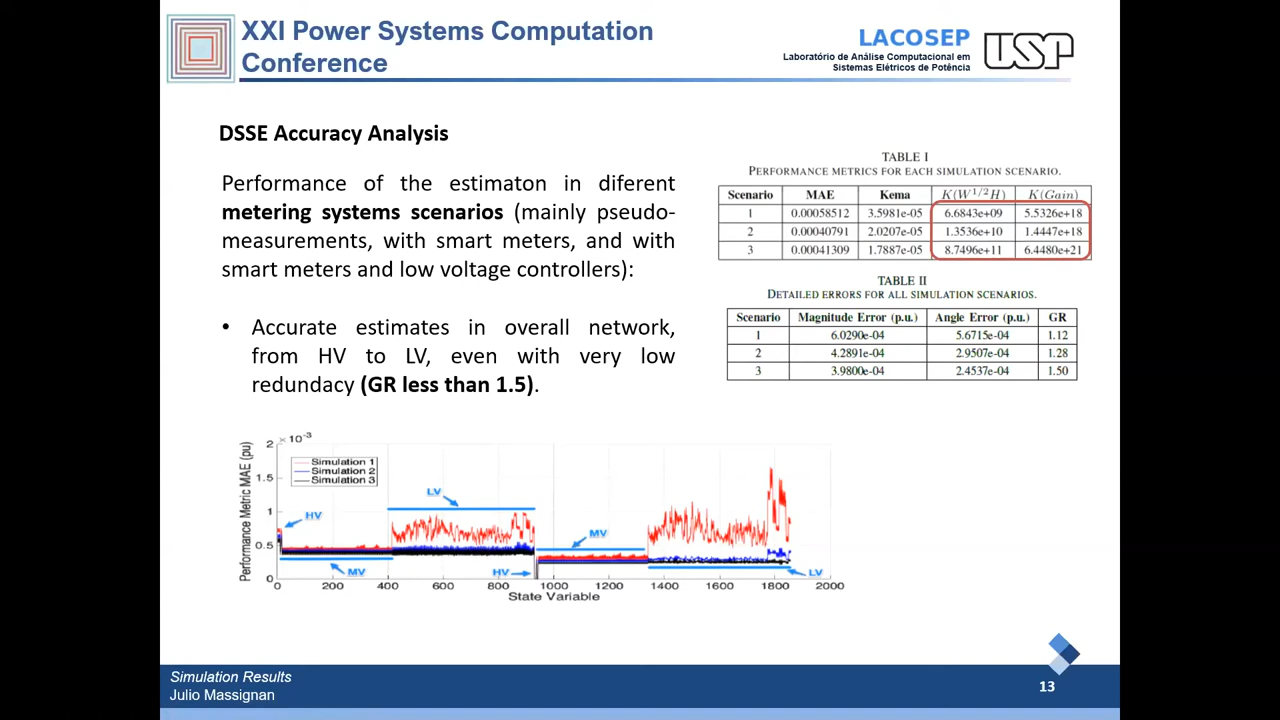 XXI Power Systems Computation
Conference
LACOSEP
Laboratório de Análise Computacional em
Sistemas Elétricos de Potência
USP
DSSE Accuracy Analysis
Performance of the estimaton in diferent
metering systems scenarios (mainly pseudo-
measurements, with smart meters, and with
smart meters and low voltage controllers):
• Accurate estimates in overall network,
from HV to LV, even with very low
redundacy (GR less than 1.5).
TABLE I
PERFORMANCE METRICS FOR EACH SIMULATION SCENARIO.
Scenario MAE Kema K(W^1/2H) K(Gain)
1 0.00058512 3.5981e-05 6.6843e+09 5.5326e+18
2 0.00040791 2.0207e-05 1.3536e+10 1.4447e+18
3 0.00041309 1.7887e-05 8.7496e+11 6.4480e+21
TABLE II
DETAILED ERRORS FOR ALL SIMULATION SCENARIOS.
Scenario Magnitude Error (p.u.) Angle Error (p.u.) GR
1 6.0290e-04 5.6715e-04 1.12
2 4.2891e-04 2.9507e-04 1.28
3 3.9800e-04 2.4537e-04 1.50
Performance Metric MAE (pu)
× 10^-3
2
1.5
1
0.5
0
Simulation 1
Simulation 2
Simulation 3
HV
MV
LV
HV
MV
LV
0 200 400 600 800 1000 1200 1400 1600 1800 2000
State Variable
Simulation Results
Julio Massignan
13